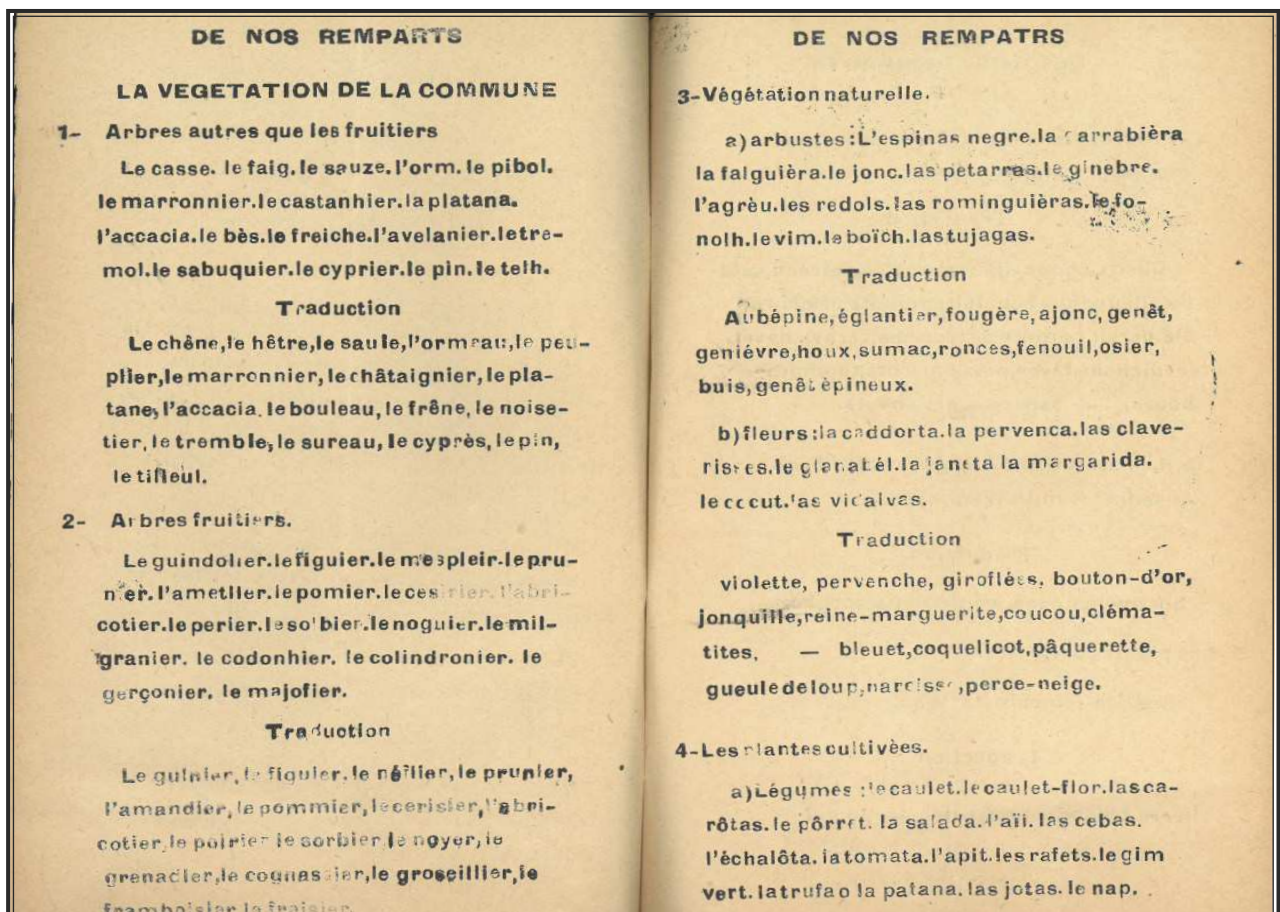 DE NOS REMPARTS
LA VEGETATION DE LA COMMUNE
1- Arbres autres que les fruitiers
Le casse. le faig. le sauze. l'orm. le pibol.
le marronnier. le castanhier. la platana.
l'accacia. le bès. le freiche. l'avelanier. le tre-
mol. le sabuquier. le cyprier. le pin. le telh.
Traduction
Le chêne, le hêtre, le saule, l'ormeau, le peu-
plier, le marronnier, le châtaignier, le pla-
tane, l'accacia. le bouleau, le frêne, le noise-
tier, le tremble, le sureau, le cyprès, le pin,
le tilleul.
2- Arbres fruitiers.
Le guindolier. le figuier. le mespleir. le pru-
nier. l'ametller. le pomier. le cesirier. l'abri-
cotier. le perier. le sorbier. le noguier. le mil-
granier. le codonhier. le colindronier. le
gerçonier. le majofier.
Traduction
Le guinier, le figuier. le néflier, le prunier,
l'amandier, le pommier, le cerisier, l'abri-
cotier, le poirier le sorbier, le noyer, le
grenadier, le cognassier, le groseillier, le
framboisier la fraisier.
DE NOS REMPATRS
3- Végétation naturelle.
a) arbustes : L'espinas negre. la garrabièra
la falguièra. le jonc. las petarras. le ginebre.
l'agrèu. les redols. las rominguièras. le fo-
nolh. le vim. le boïch. las tujagas.
Traduction
Aubépine, églantier, fougère, ajonc, genêt,
geniévre, houx, sumac, ronces, fenouil, osier,
buis, genêt èpineux.
b) fleurs : la caddorta. la pervenca. las clave-
le la janeta la margarida.
le cocut. las vidalvas.
Traduction
violette, pervenche, giroflées, bouton-d'or,
jonquille, reine-marguerite, coucou, cléma-
tites, — bleuet, coquelicot, pâquerette,
gueule de loup, narcisse, perce-neige.
4- Les plantes cultivèes.
a) Légumes : le caulet. le caulet-flor. las ca-
rôtas. le pôrret. la salada. l'aïl. las cebas.
l'échalôta. la tomata. l'apit. les rafets. le gim
vert. la trufa o la patana. las jotas. le nap.